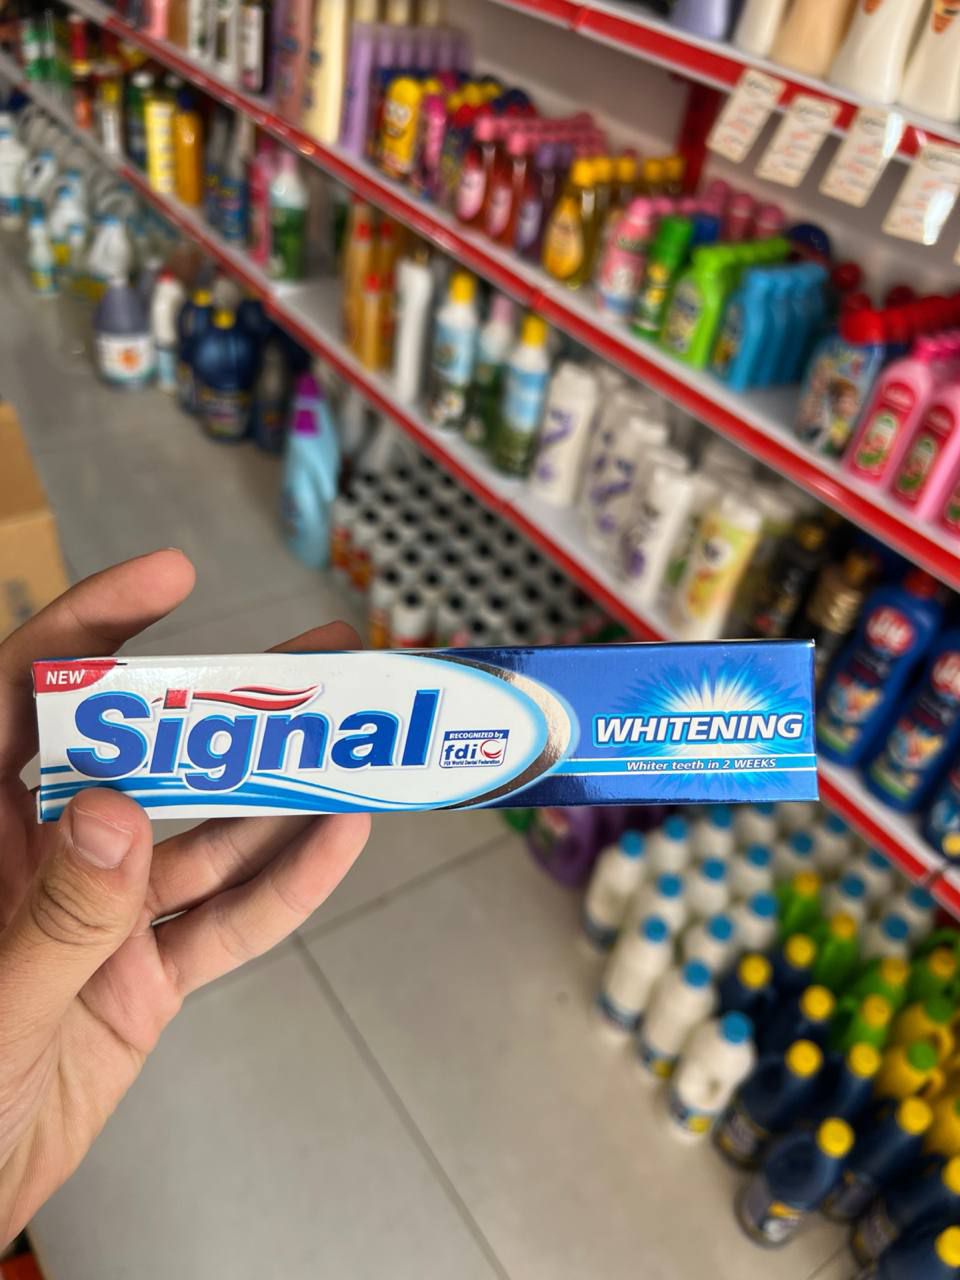 NEW
Signal
RECOGNIZED by
fdi
FDI World Dental Federation
WHITENING
Whiter teeth in 2 WEEKS